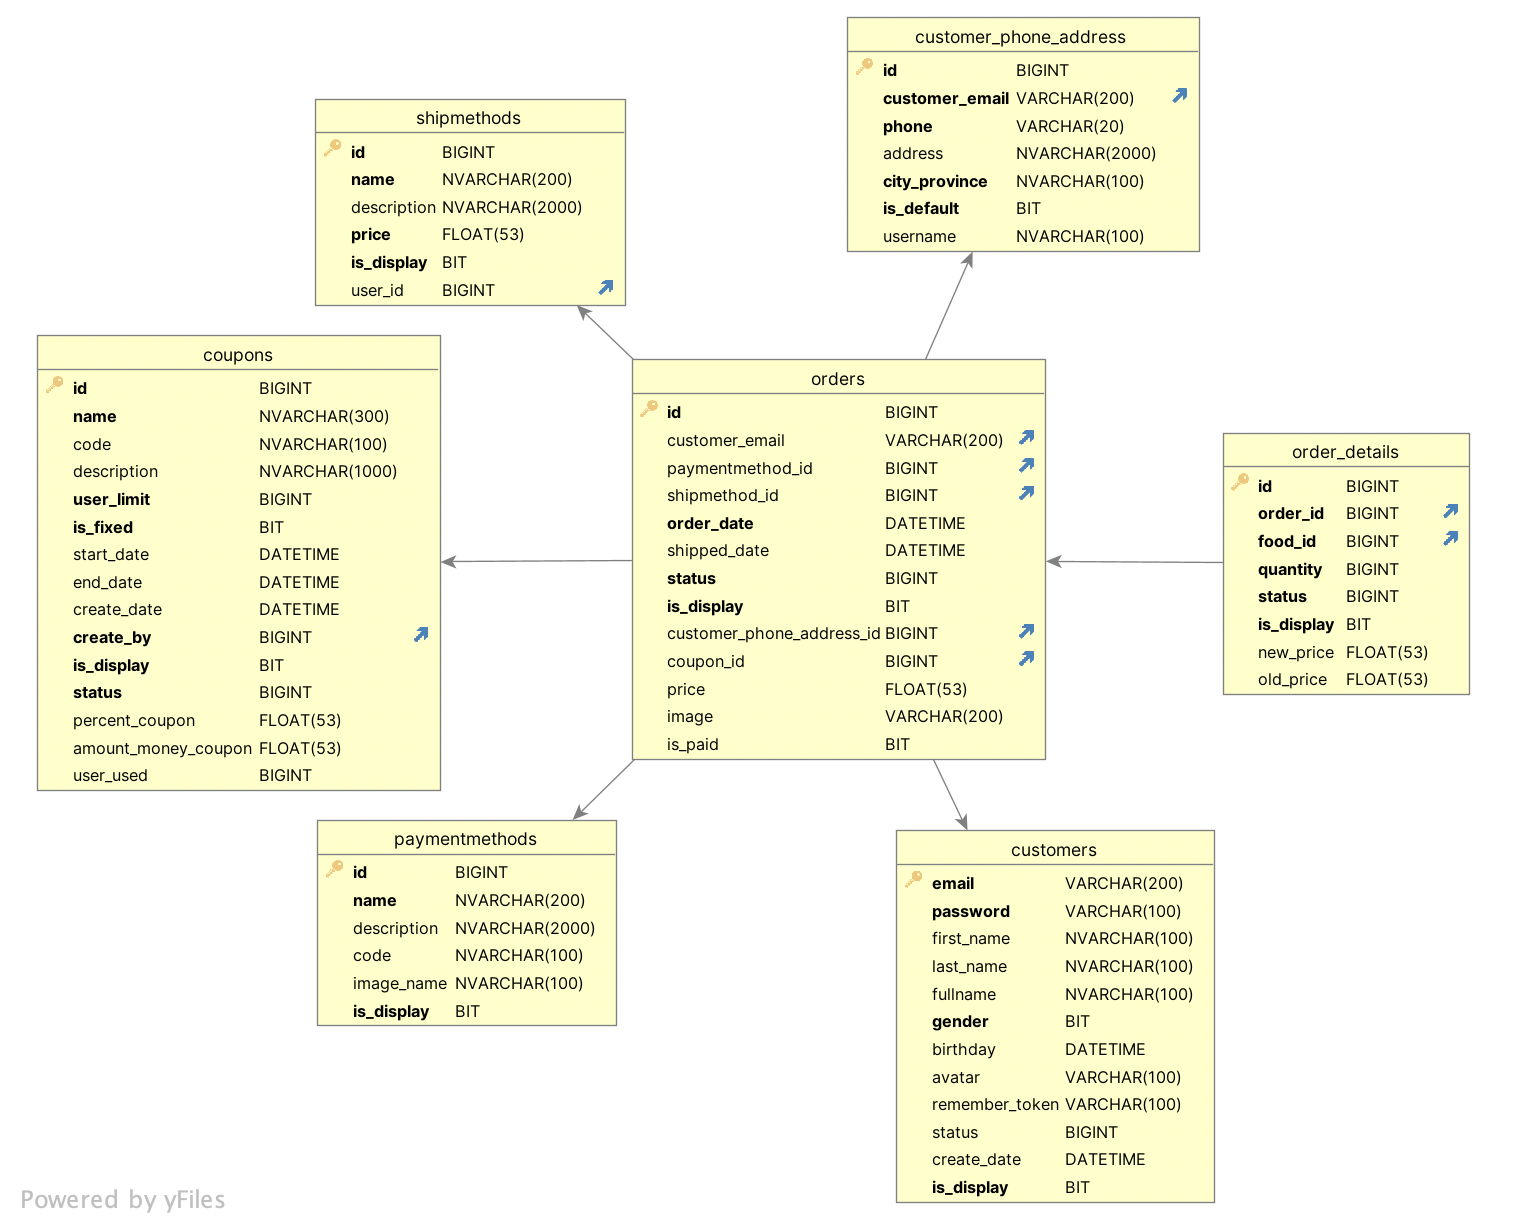 customer_phone_address
id BIGINT
customer_email VARCHAR(200)
phone VARCHAR(20)
address NVARCHAR(2000)
city_province NVARCHAR(100)
is_default BIT
username NVARCHAR(100)
shipmethods
id BIGINT
name NVARCHAR(200)
description NVARCHAR(2000)
price FLOAT(53)
is_display BIT
user_id BIGINT
coupons
id BIGINT
name NVARCHAR(300)
code NVARCHAR(100)
description NVARCHAR(1000)
user_limit BIGINT
is_fixed BIT
start_date DATETIME
end_date DATETIME
create_date DATETIME
create_by BIGINT
is_display BIT
status BIGINT
percent_coupon FLOAT(53)
amount_money_coupon FLOAT(53)
user_used BIGINT
orders
id BIGINT
customer_email VARCHAR(200)
paymentmethod_id BIGINT
shipmethod_id BIGINT
order_date DATETIME
shipped_date DATETIME
status BIGINT
is_display BIT
customer_phone_address_id BIGINT
coupon_id BIGINT
price FLOAT(53)
image VARCHAR(200)
is_paid BIT
order_details
id BIGINT
order_id BIGINT
food_id BIGINT
quantity BIGINT
status BIGINT
is_display BIT
new_price FLOAT(53)
old_price FLOAT(53)
paymentmethods
id BIGINT
name NVARCHAR(200)
description NVARCHAR(2000)
code NVARCHAR(100)
image_name NVARCHAR(100)
is_display BIT
customers
email VARCHAR(200)
password VARCHAR(100)
first_name NVARCHAR(100)
last_name NVARCHAR(100)
fullname NVARCHAR(100)
gender BIT
birthday DATETIME
avatar VARCHAR(100)
remember_token VARCHAR(100)
status BIGINT
create_date DATETIME
is_display BIT
Powered by yFiles